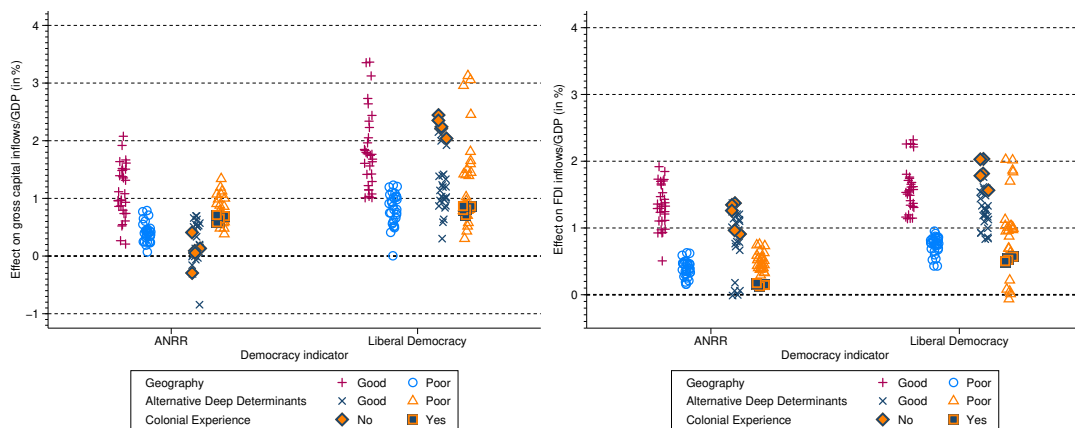 Effect on gross captia inflows/GDP (in %)
4
3
2
1
0
−1
ANRR
Liberal Democracy
Democracy indicator
Geography Good Poor
Alternative Deep Determinants Good Poor
Colonial Experience No Yes
Effect on FDI inflows/GDP (in %)
4
3
2
1
0
ANRR
Liberal Democracy
Democracy indicator
Geography Good Poor
Alternative Deep Determinants Good Poor
Colonial Experience No Yes